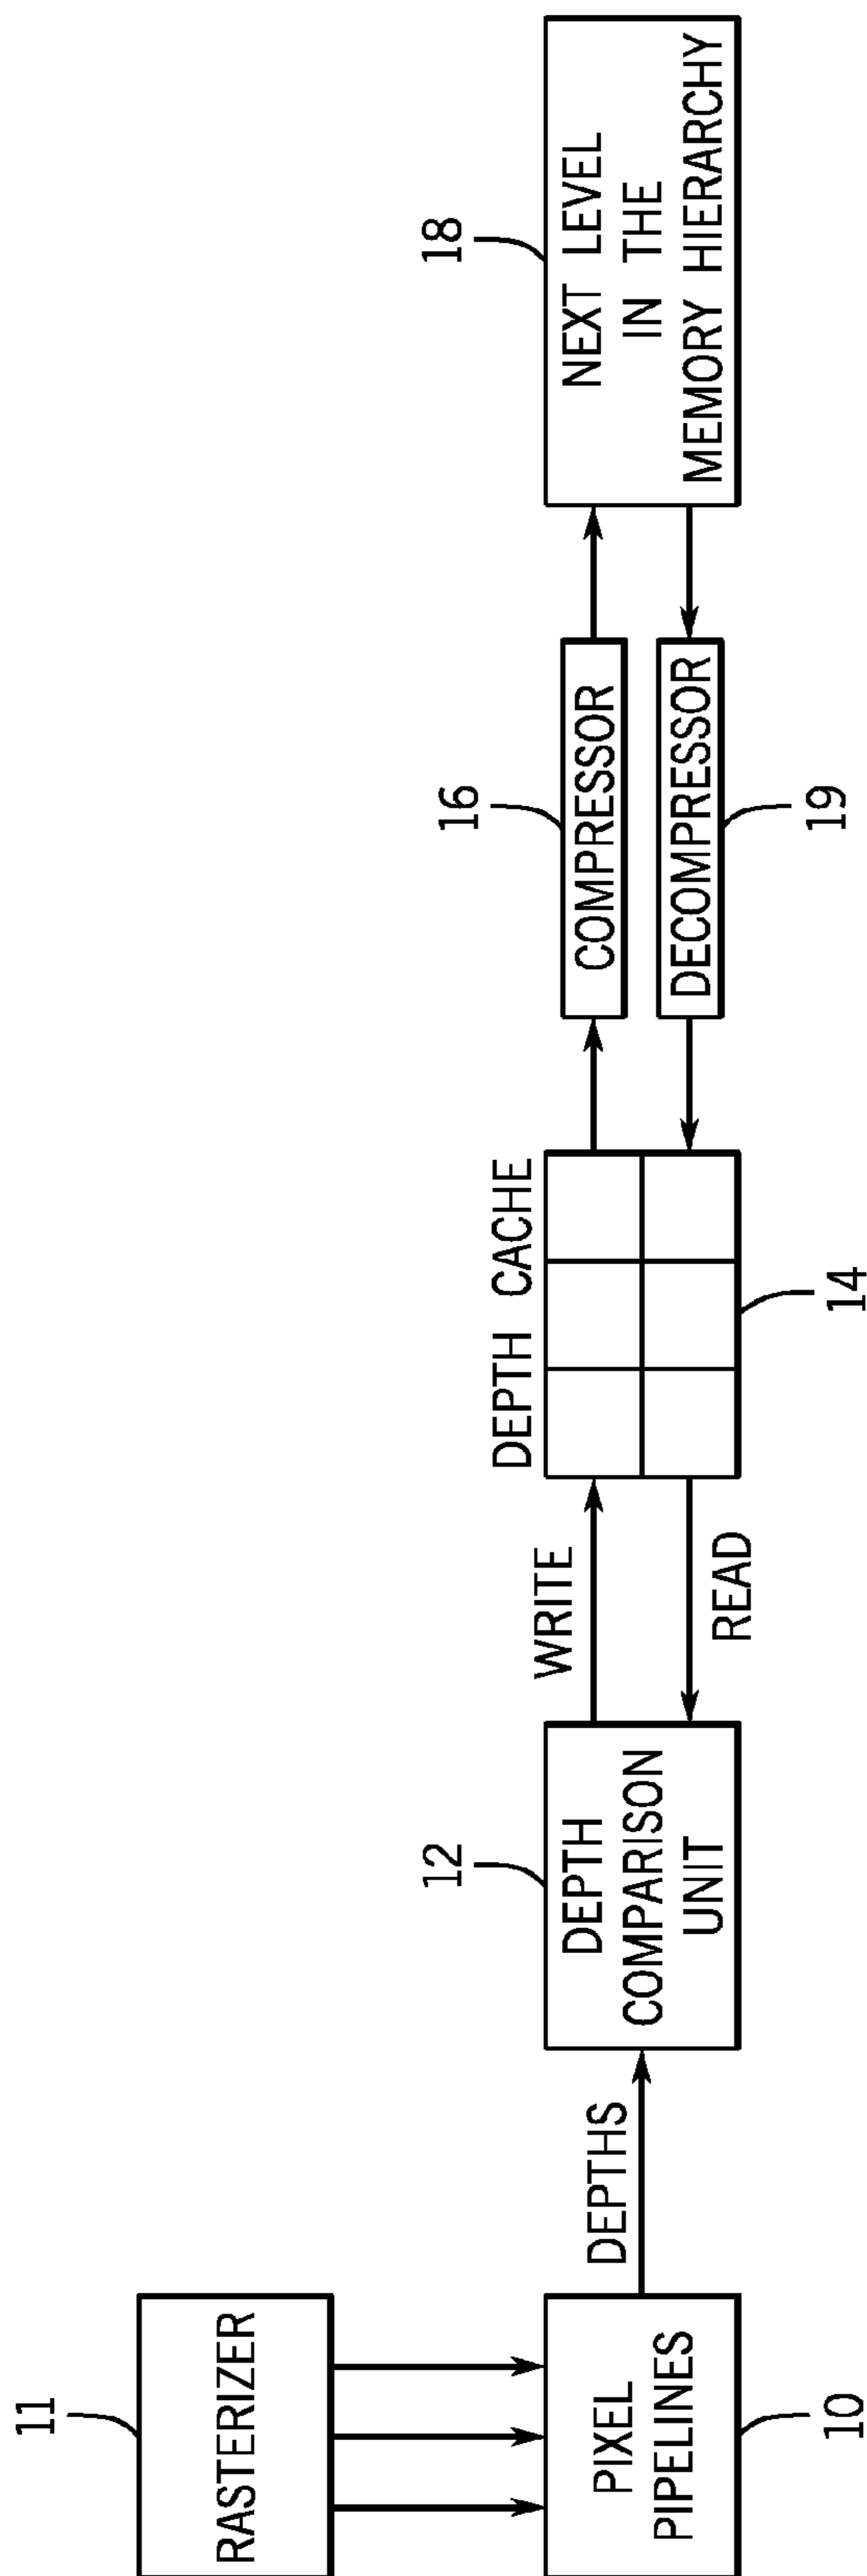 11
RASTERIZER
PIXEL
PIPELINES
10
DEPTHS
12
DEPTH
COMPARISON
UNIT
WRITE
READ
DEPTH CACHE
14
16
COMPRESSOR
DECOMPRESSOR
19
18
NEXT LEVEL
IN THE
MEMORY HIERARCHY